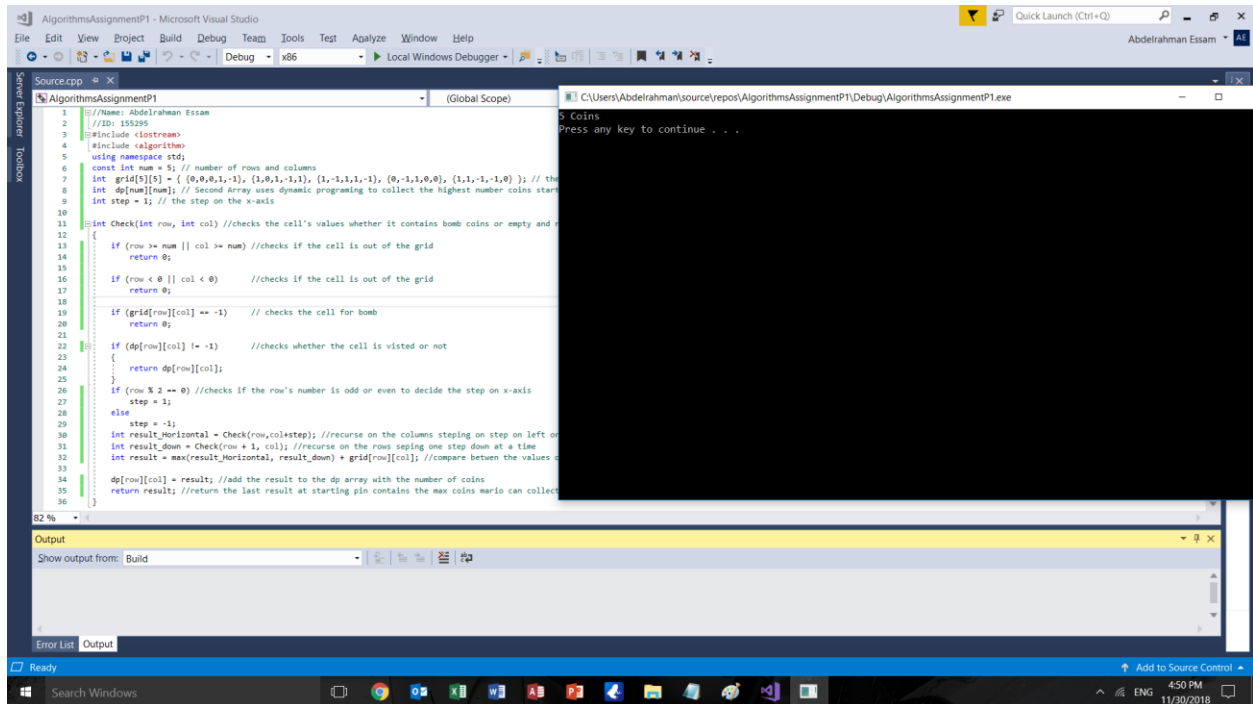 AlgorithmsAssignmentP1 - Microsoft Visual Studio
Quick Launch (Ctrl+Q)
File Edit View Project Build Debug Team Tools Test Analyze Window Help
Abdelrahman Essam AE
Debug x86 Local Windows Debugger
Server Explorer
Toolbox
Source.cpp
AlgorithmsAssignmentP1 (Global Scope)
1 //Name: Abdelrahman Essam
2 //ID: 155295
3 #include <iostream>
4 #include <algorithm>
5 using namespace std;
6 const int num = 5; // number of rows and columns
7 int grid[5][5] = { {0,0,0,1,-1}, {1,0,1,-1,1}, {1,-1,1,1,-1}, {0,-1,1,0,0}, {1,1,-1,-1,0} }; // the
8 int dp[num][num]; // Second Array uses dynamic programing to collect the highest number coins start
9 int step = 1; // the step on the x-axis
10
11 int Check(int row, int col) //checks the cell's values whether it contains bomb coins or empty and r
12 {
13 if (row >= num || col >= num) //checks if the cell is out of the grid
14 return 0;
15
16 if (row < 0 || col < 0) //checks if the cell is out of the grid
17 return 0;
18
19 if (grid[row][col] == -1) // checks the cell for bomb
20 return 0;
21
22 if (dp[row][col] != -1) //checks whether the cell is visted or not
23 {
24 return dp[row][col];
25 }
26 if (row % 2 == 0) //checks if the row's number is odd or even to decide the step on x-axis
27 step = 1;
28 else
29 step = -1;
30 int result_Horizontal = Check(row,col+step); //recurse on the columns steping on step on left or
31 int result_down = Check(row + 1, col); //recurse on the rows seping one step down at a time
32 int result = max(result_Horizontal, result_down) + grid[row][col]; //compare betwen the values o
33
34 dp[row][col] = result; //add the result to the dp array with the number of coins
35 return result; //return the last result at starting pin contains the max coins mario can collect
36 }
C:\Users\Abdelrahman\source\repos\AlgorithmsAssignmentP1\Debug\AlgorithmsAssignmentP1.exe
5 Coins
Press any key to continue . . .
82 %
Output
Show output from: Build
Error List Output
Ready
Add to Source Control
Search Windows
ENG
4:50 PM
11/30/2018